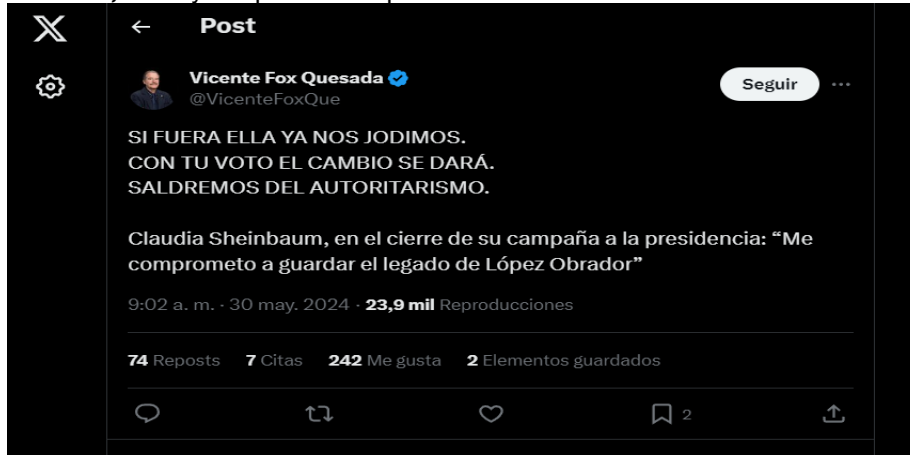 Post
Vicente Fox Quesada
@VicenteFoxQue
Seguir
SI FUERA ELLA YA NOS JODIMOS.
CON TU VOTO EL CAMBIO SE DARÁ.
SALDREMOS DEL AUTORITARISMO.
Claudia Sheinbaum, en el cierre de su campaña a la presidencia: “Me
comprometo a guardar el legado de López Obrador”
9:02 a. m. · 30 may. 2024 · 23,9 mil Reproducciones
74 Reposts 7 Citas 242 Me gusta 2 Elementos guardados
2